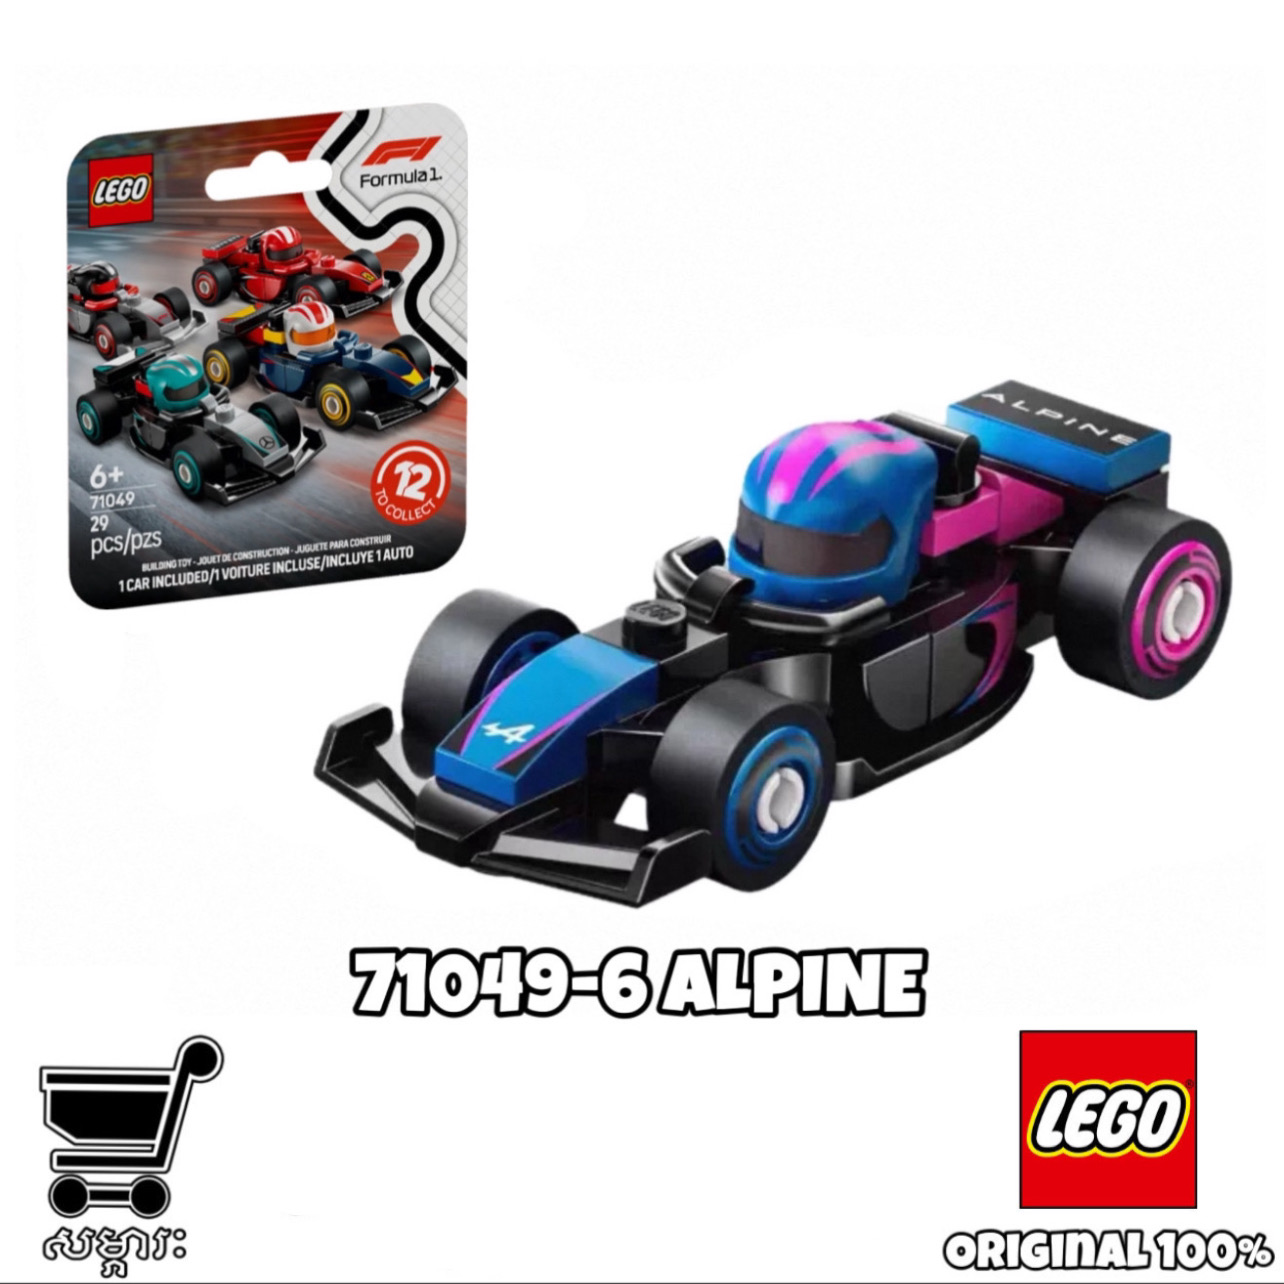 LEGO
Formula 1.
6+
71049
29
pcs/pzs
12
TO COLLECT
BUILDING TOY - JOUET DE CONSTRUCTION - JUGUETE PARA CONSTRUIR
1 CAR INCLUDED/1 VOITURE INCLUSE/INCLUYE 1 AUTO
ALPINE
LEGO
71049-6 ALPINE
សម្ភារៈ
LEGO
ORIGINAL 100%